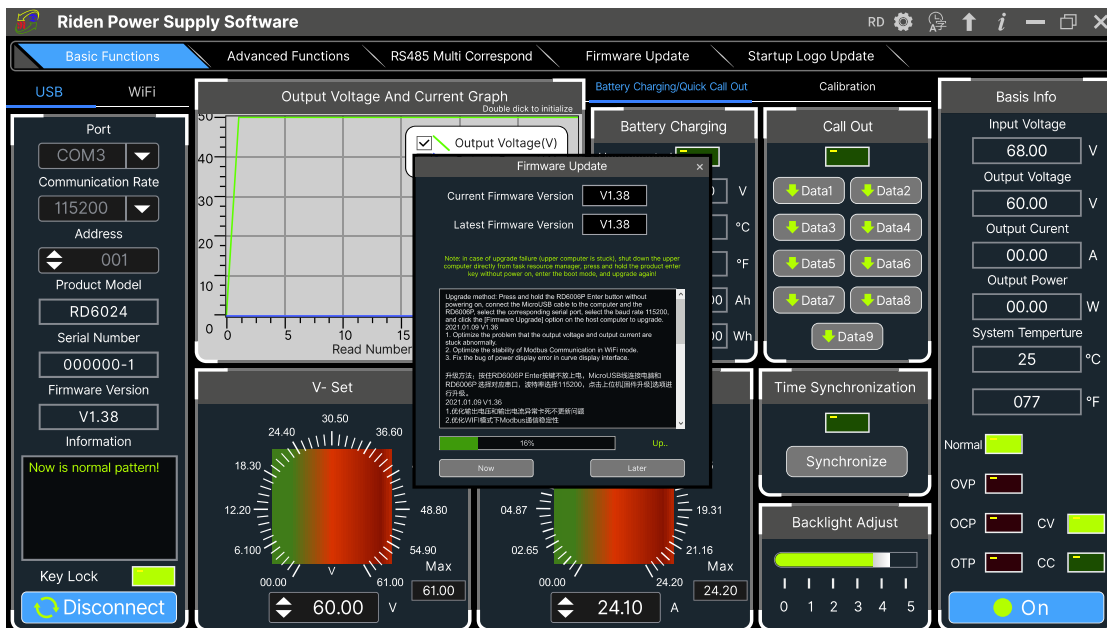 Riden Power Supply Software
RD
Basic Functions
Advanced Functions
RS485 Multi Correspond
Firmware Update
Startup Logo Update
USB
WiFi
Port
COM3
Communication Rate
115200
Address
001
Product Model
RD6024
Serial Number
000000-1
Firmware Version
V1.38
Information
Now is normal pattern!
Key Lock
Disconnect
Output Voltage And Current Graph
Double dick to initialize
50
40
30
20
10
0
0
5
10
15
Read Number
Output Voltage(V)
Battery Charging/Quick Call Out
Calibration
Battery Charging
V
°C
°F
Ah
Wh
Call Out
Data1
Data2
Data3
Data4
Data5
Data6
Data7
Data8
Data9
Firmware Update
Current Firmware Version
V1.38
Latest Firmware Version
V1.38
Note: in case of upgrade failure (upper computer is stuck), shut down the upper
computer directly from task resource manager, press and hold the product enter
key without power on, enter the boot mode, and upgrade again!
Upgrade method: Press and hold the RD6006P Enter button without
powering on, connect the MicroUSB cable to the computer and the
RD6006P, select the corresponding serial port, select the baud rate 115200,
and click the [Firmware Upgrade] option on the host computer to upgrade.
2021.01.09 V1.36
1. Optimize the problem that the output voltage and output current are
stuck abnormally.
2. Optimize the stability of Modbus Communication in WiFi mode.
3. Fix the bug of power display error in curve display interface.
升级方法：按住RD6006P Enter按键不放上电，MicroUSB线连接电脑和
RD6006P 选择对应串口，波特率选择115200，点击上位机[固件升级]选项进
行升级。
2021.01.09 V1.36
1.优化输出电压和输出电流异常卡死不更新问题
2.优化WIFI模式下Modbus通信稳定性
16%
Up..
Now
Later
V- Set
30.50
24.40
36.60
18.30
12.20
48.80
6.100
54.90
00.00
V
61.00
Max
61.00
60.00
V
04.87
19.31
02.65
21.16
00.00
24.20
Max
24.20
24.10
A
Time Synchronization
Synchronize
Backlight Adjust
0
1
2
3
4
5
Basis Info
Input Voltage
68.00
V
Output Voltage
60.00
V
Output Curent
00.00
A
Output Power
00.00
W
System Temperture
25
°C
077
°F
Normal
OVP
OCP
CV
OTP
CC
On